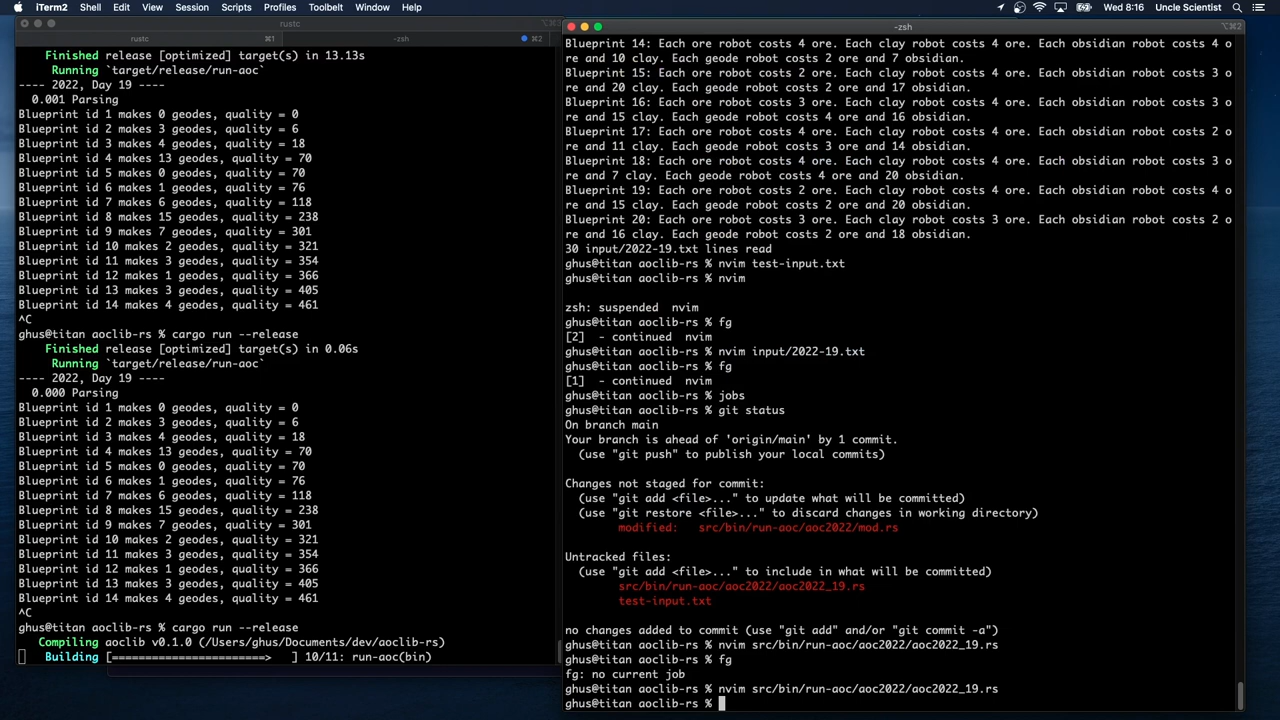 iTerm2 Shell Edit View Session Scripts Profiles Toolbelt Window Help
Wed 8:16 Uncle Scientist
rustc
rustc ⌘1 -zsh ⌘2
Finished release [optimized] target(s) in 13.13s
Running `target/release/run-aoc`
---- 2022, Day 19 ----
0.001 Parsing
Blueprint id 1 makes 0 geodes, quality = 0
Blueprint id 2 makes 3 geodes, quality = 6
Blueprint id 3 makes 4 geodes, quality = 18
Blueprint id 4 makes 13 geodes, quality = 70
Blueprint id 5 makes 0 geodes, quality = 70
Blueprint id 6 makes 1 geodes, quality = 76
Blueprint id 7 makes 6 geodes, quality = 118
Blueprint id 8 makes 15 geodes, quality = 238
Blueprint id 9 makes 7 geodes, quality = 301
Blueprint id 10 makes 2 geodes, quality = 321
Blueprint id 11 makes 3 geodes, quality = 354
Blueprint id 12 makes 1 geodes, quality = 366
Blueprint id 13 makes 3 geodes, quality = 405
Blueprint id 14 makes 4 geodes, quality = 461
^C
ghus@titan aoclib-rs % cargo run --release
Finished release [optimized] target(s) in 0.06s
Running `target/release/run-aoc`
---- 2022, Day 19 ----
0.000 Parsing
Blueprint id 1 makes 0 geodes, quality = 0
Blueprint id 2 makes 3 geodes, quality = 6
Blueprint id 3 makes 4 geodes, quality = 18
Blueprint id 4 makes 13 geodes, quality = 70
Blueprint id 5 makes 0 geodes, quality = 70
Blueprint id 6 makes 1 geodes, quality = 76
Blueprint id 7 makes 6 geodes, quality = 118
Blueprint id 8 makes 15 geodes, quality = 238
Blueprint id 9 makes 7 geodes, quality = 301
Blueprint id 10 makes 2 geodes, quality = 321
Blueprint id 11 makes 3 geodes, quality = 354
Blueprint id 12 makes 1 geodes, quality = 366
Blueprint id 13 makes 3 geodes, quality = 405
Blueprint id 14 makes 4 geodes, quality = 461
^C
ghus@titan aoclib-rs % cargo run --release
Compiling aoclib v0.1.0 (/Users/ghus/Documents/dev/aoclib-rs)
Building [=======================> ] 10/11: run-aoc(bin)
-zsh ⌥⌘2
Blueprint 14: Each ore robot costs 4 ore. Each clay robot costs 4 ore. Each obsidian robot costs 4 o
re and 10 clay. Each geode robot costs 2 ore and 7 obsidian.
Blueprint 15: Each ore robot costs 2 ore. Each clay robot costs 4 ore. Each obsidian robot costs 3 o
re and 20 clay. Each geode robot costs 2 ore and 17 obsidian.
Blueprint 16: Each ore robot costs 3 ore. Each clay robot costs 4 ore. Each obsidian robot costs 3 o
re and 15 clay. Each geode robot costs 4 ore and 16 obsidian.
Blueprint 17: Each ore robot costs 4 ore. Each clay robot costs 4 ore. Each obsidian robot costs 2 o
re and 11 clay. Each geode robot costs 3 ore and 14 obsidian.
Blueprint 18: Each ore robot costs 4 ore. Each clay robot costs 4 ore. Each obsidian robot costs 3 o
re and 7 clay. Each geode robot costs 4 ore and 20 obsidian.
Blueprint 19: Each ore robot costs 2 ore. Each clay robot costs 4 ore. Each obsidian robot costs 4 o
re and 15 clay. Each geode robot costs 2 ore and 20 obsidian.
Blueprint 20: Each ore robot costs 3 ore. Each clay robot costs 3 ore. Each obsidian robot costs 2 o
re and 16 clay. Each geode robot costs 2 ore and 18 obsidian.
30 input/2022-19.txt lines read
ghus@titan aoclib-rs % nvim test-input.txt
ghus@titan aoclib-rs % nvim
zsh: suspended nvim
ghus@titan aoclib-rs % fg
[2] - continued nvim
ghus@titan aoclib-rs % nvim input/2022-19.txt
ghus@titan aoclib-rs % fg
[1] - continued nvim
ghus@titan aoclib-rs % jobs
ghus@titan aoclib-rs % git status
On branch main
Your branch is ahead of 'origin/main' by 1 commit.
(use "git push" to publish your local commits)
Changes not staged for commit:
(use "git add <file>..." to update what will be committed)
(use "git restore <file>..." to discard changes in working directory)
modified: src/bin/run-aoc/aoc2022/mod.rs
Untracked files:
(use "git add <file>..." to include in what will be committed)
src/bin/run-aoc/aoc2022/aoc2022_19.rs
test-input.txt
no changes added to commit (use "git add" and/or "git commit -a")
ghus@titan aoclib-rs % nvim src/bin/run-aoc/aoc2022/aoc2022_19.rs
ghus@titan aoclib-rs % fg
fg: no current job
ghus@titan aoclib-rs % nvim src/bin/run-aoc/aoc2022/aoc2022_19.rs
ghus@titan aoclib-rs %